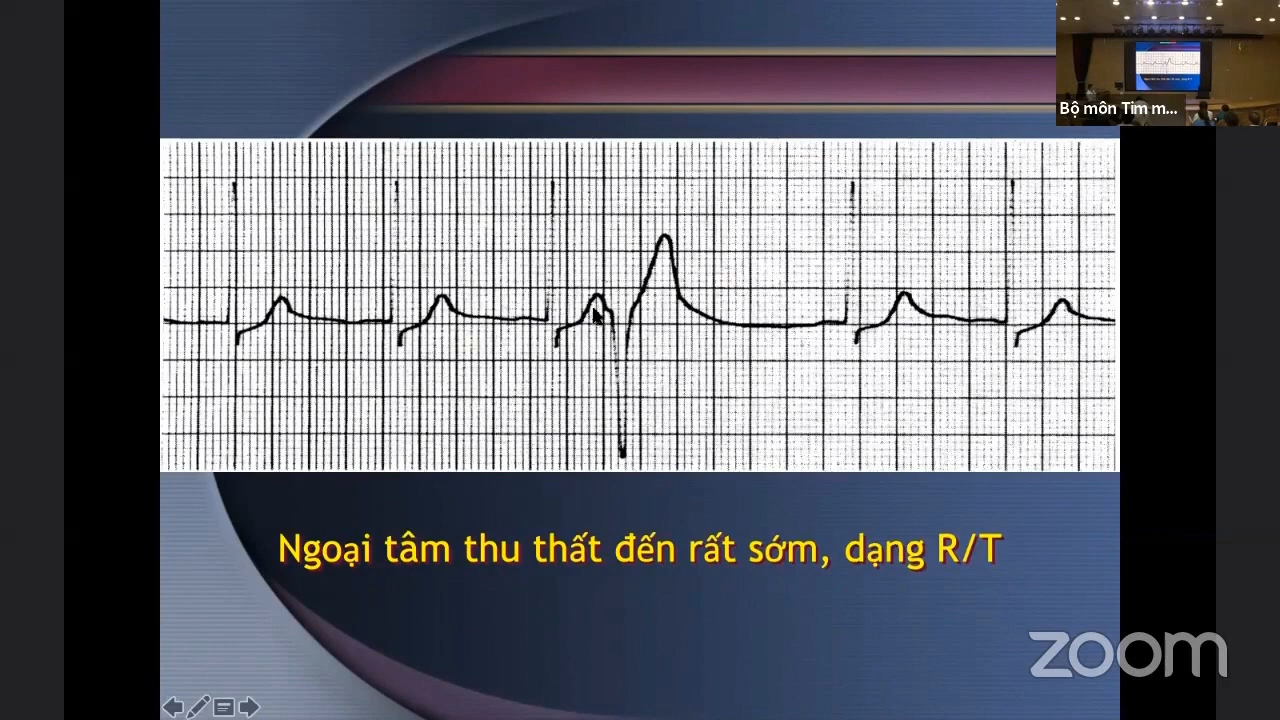 Bộ môn Tim m...
Ngoại tâm thu thất đến rất sớm, dạng R/T
zoom